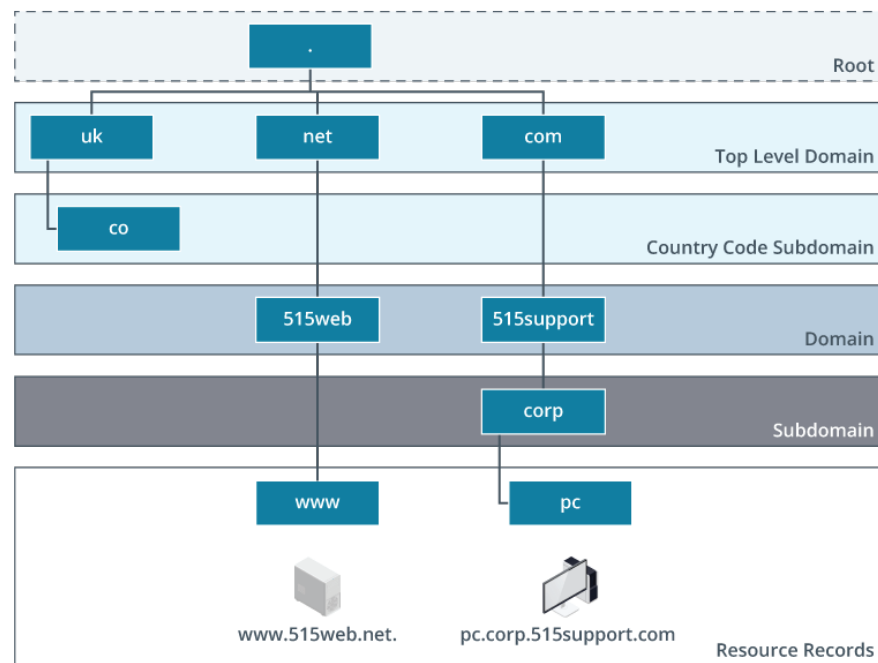 .
Root
uk net com
Top Level Domain
co
Country Code Subdomain
515web 515support
Domain
corp
Subdomain
www pc
www.515web.net. pc.corp.515support.com
Resource Records